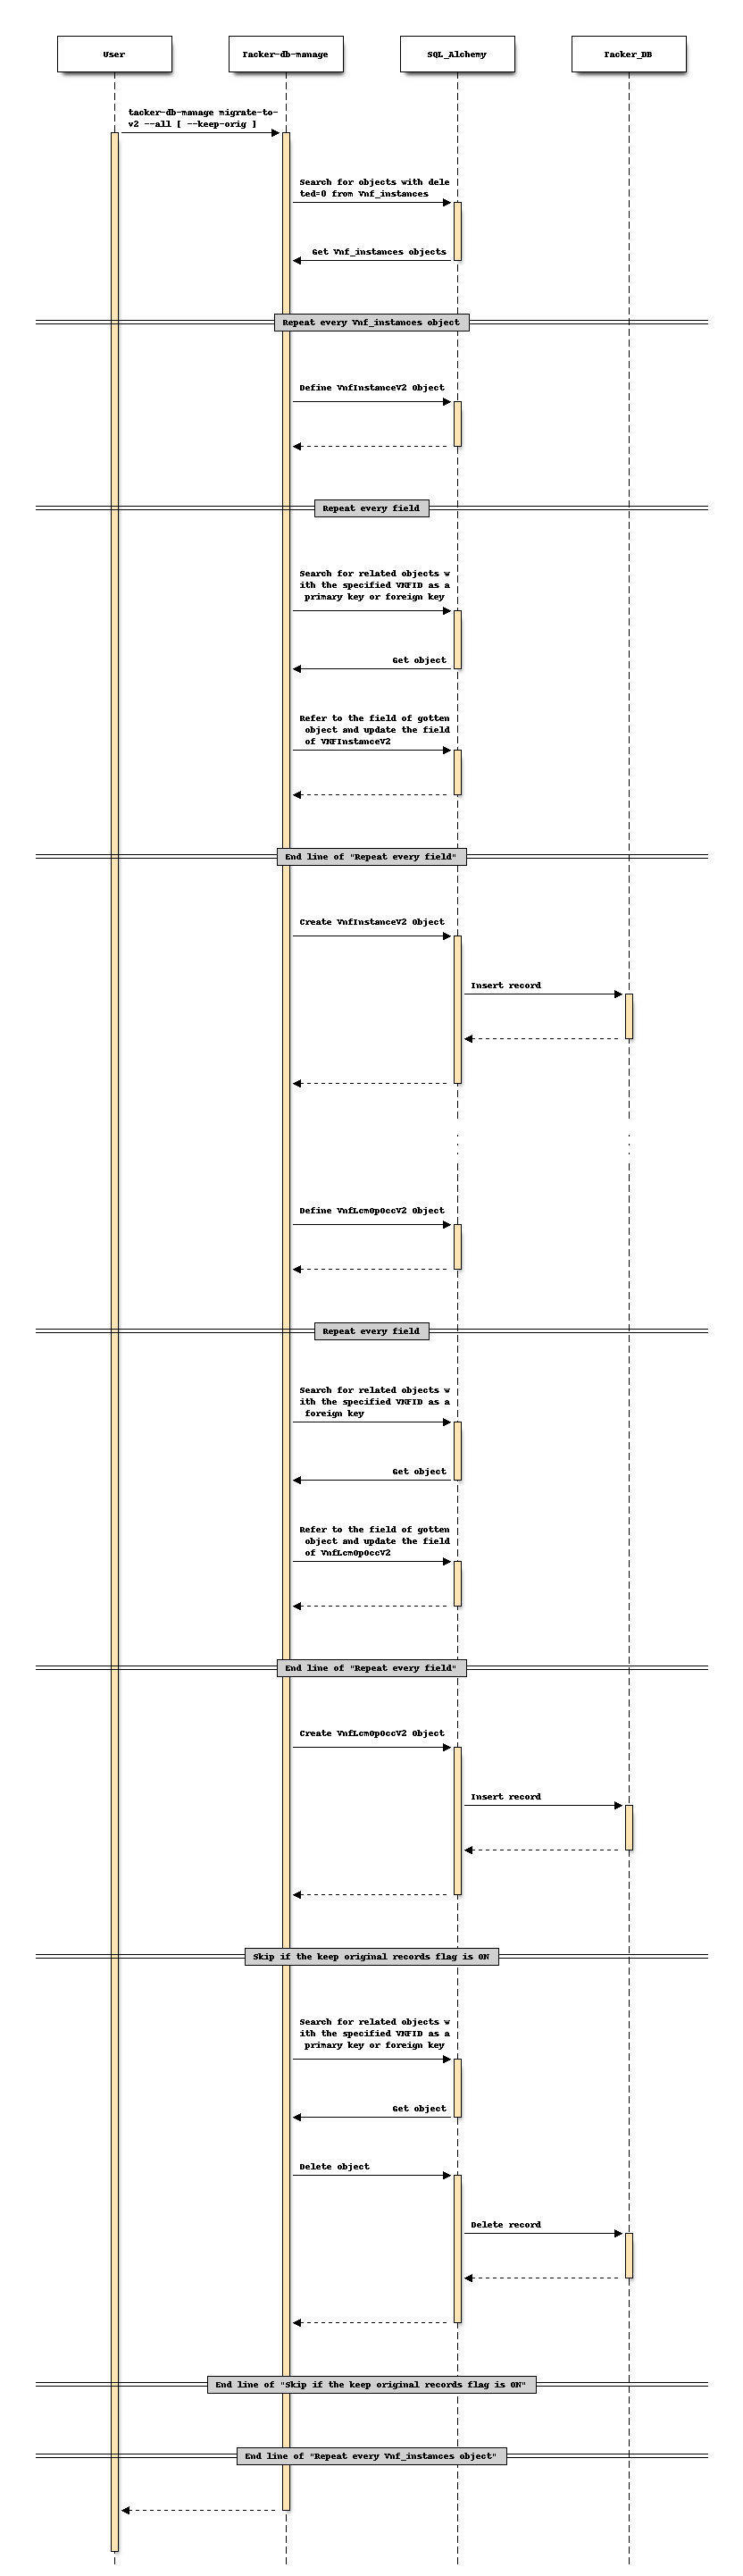 User
Tacker-db-manage
SQL_Alchemy
Tacker_DB
tacker-db-manage migrate-to-
v2 --all [ --keep-orig ]
Search for objects with dele
ted=0 from Vnf_instances
Get Vnf_instances objects
Repeat every Vnf_instances object
Define VnfInstanceV2 Object
Repeat every field
Search for related objects w
ith the specified VNFID as a
primary key or foreign key
Get object
Refer to the field of gotten
object and update the field
of VNFInstanceV2
End line of "Repeat every field"
Create VnfInstanceV2 Object
Insert record
Define VnfLcmOpOccV2 Object
Repeat every field
Search for related objects w
ith the specified VNFID as a
foreign key
Get object
Refer to the field of gotten
object and update the field
of VnfLcmOpOccV2
End line of "Repeat every field"
Create VnfLcmOpOccV2 Object
Insert record
Skip if the keep original records flag is ON
Search for related objects w
ith the specified VNFID as a
primary key or foreign key
Get object
Delete object
Delete record
End line of "Skip if the keep original records flag is ON"
End line of "Repeat every Vnf_instances object"